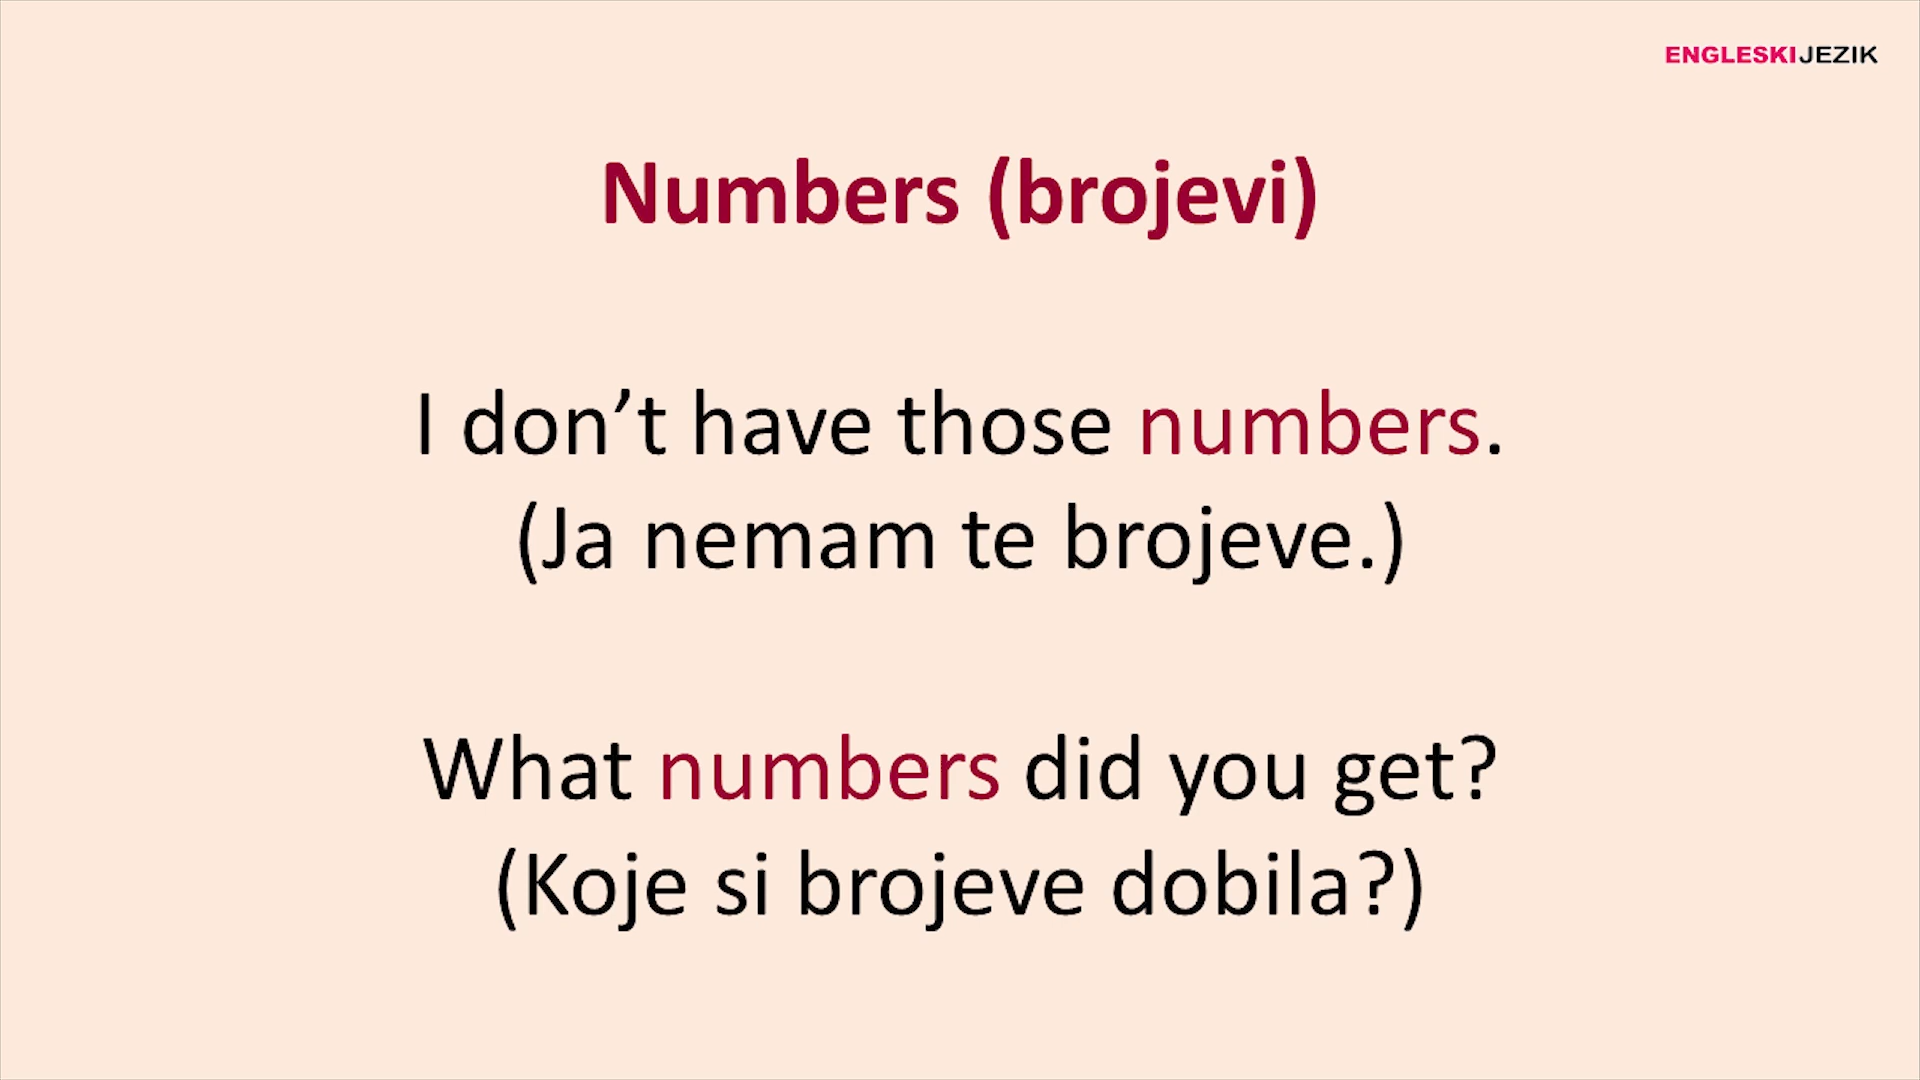 ENGLESKIJEZIK
Numbers (brojevi)
I don’t have those numbers.
(Ja nemam te brojeve.)
What numbers did you get?
(Koje si brojeve dobila?)